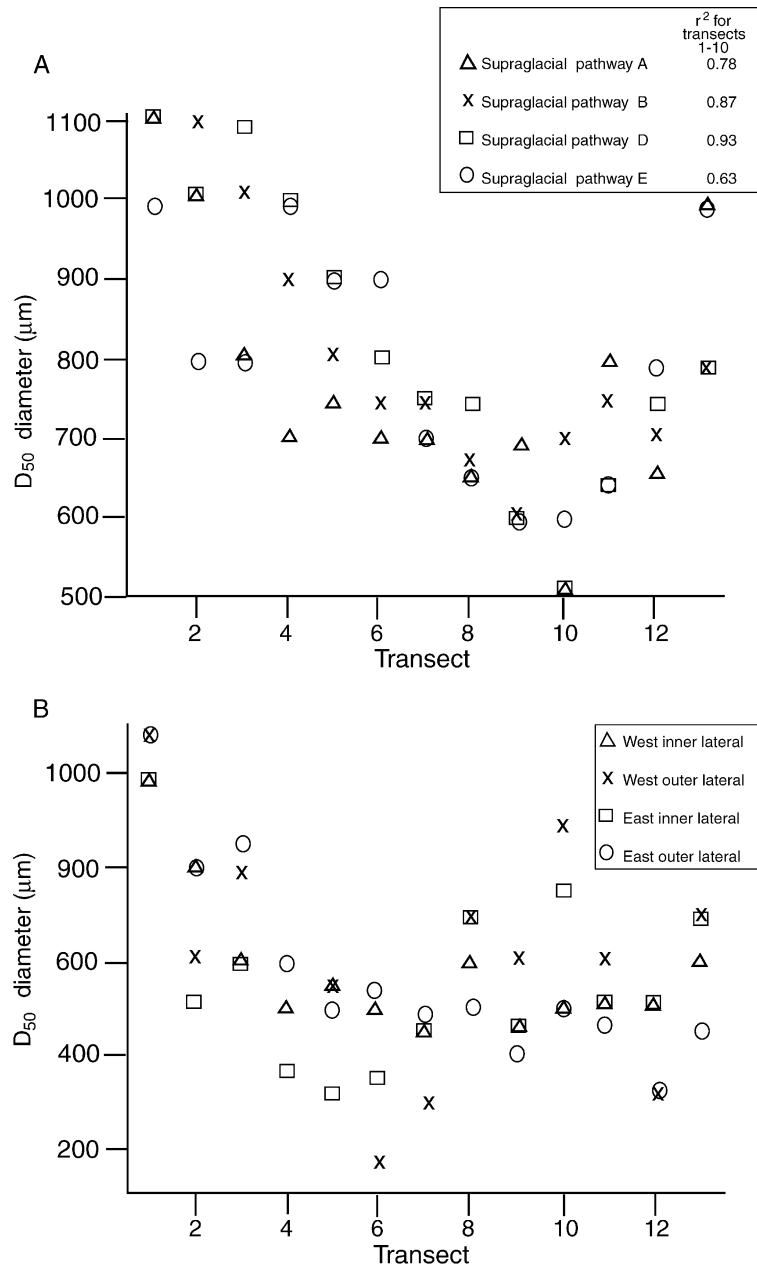 A
r² for
transects
1-10
Supraglacial pathway A 0.78
x Supraglacial pathway B 0.87
Supraglacial pathway D 0.93
Supraglacial pathway E 0.63
1100
1000
900
800
700
600
500
D50 diameter (μm)
2 4 6 8 10 12
Transect
B
West inner lateral
x West outer lateral
East inner lateral
East outer lateral
1000
900
600
400
200
D50 diameter (μm)
2 4 6 8 10 12
Transect